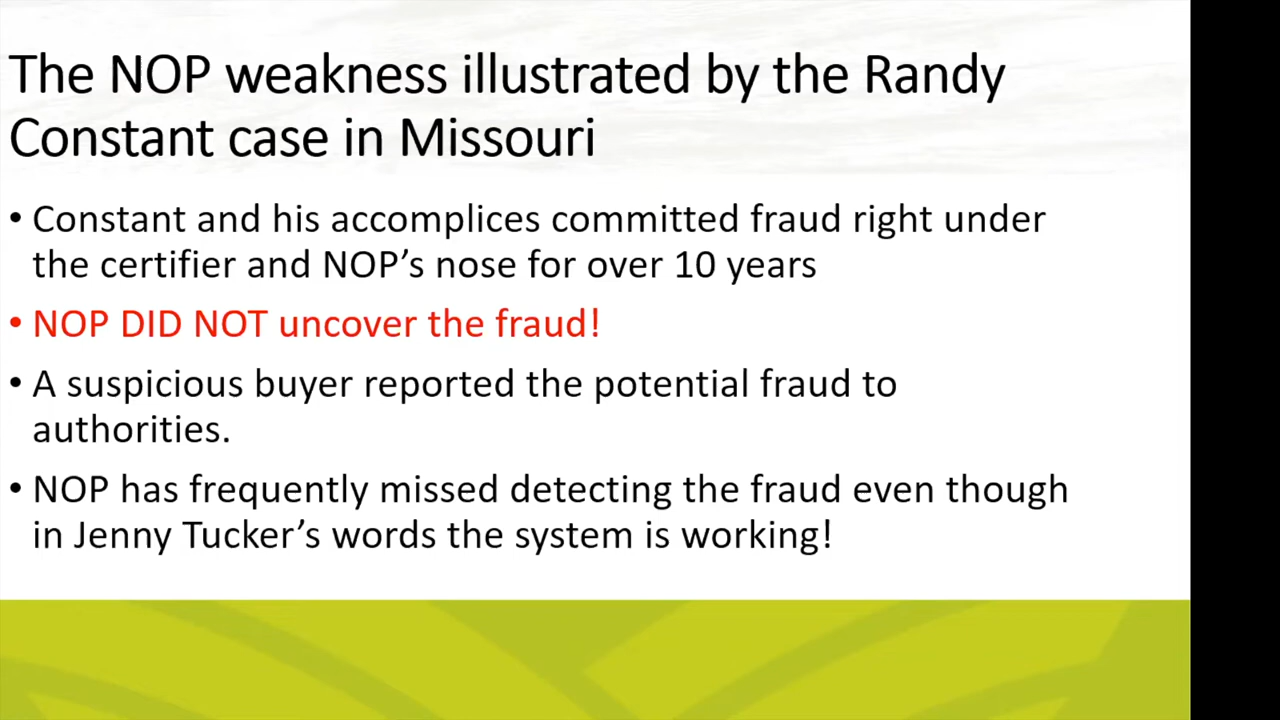 The NOP weakness illustrated by the Randy
Constant case in Missouri
• Constant and his accomplices committed fraud right under
the certifier and NOP’s nose for over 10 years
• NOP DID NOT uncover the fraud!
• A suspicious buyer reported the potential fraud to
authorities.
• NOP has frequently missed detecting the fraud even though
in Jenny Tucker’s words the system is working!